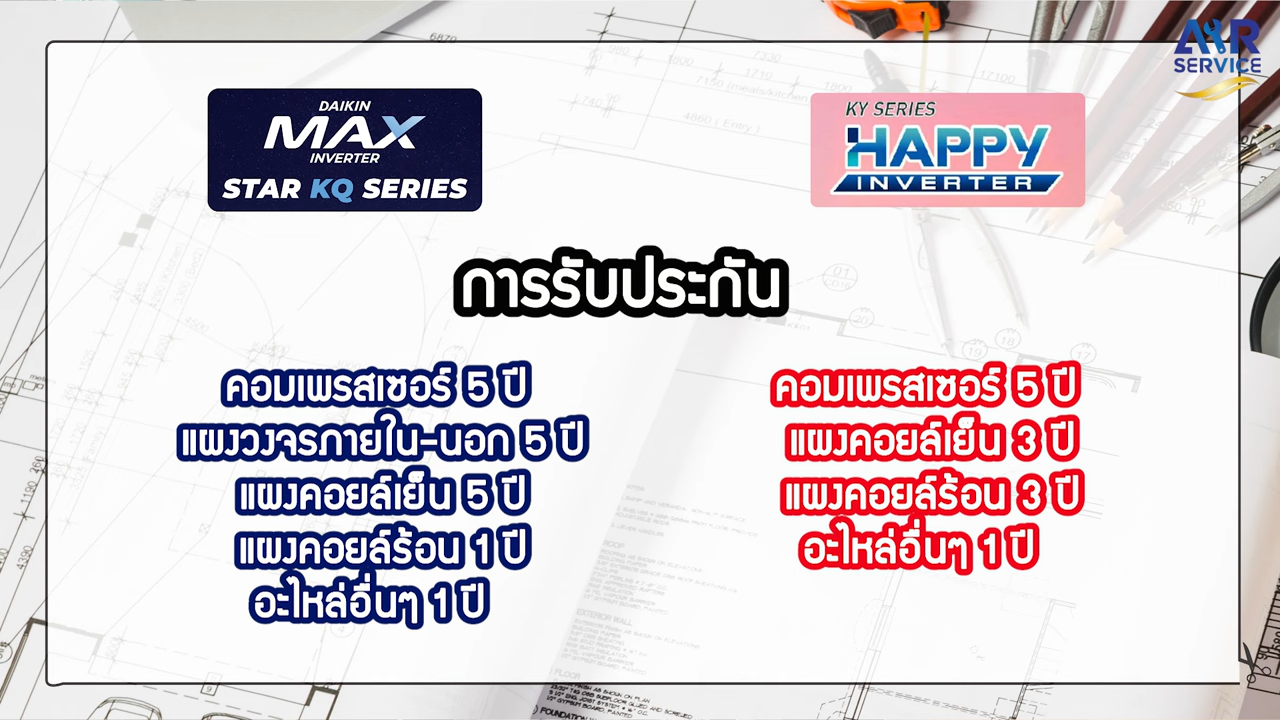 AIR
SERVICE
DAIKIN
MAX
INVERTER
STAR KQ SERIES
KY SERIES
HAPPY
INVERTER
การรับประกัน
คอมเพรสเซอร์ 5 ปี
แผงวงจรภายใน-นอก 5 ปี
แผงคอยล์เย็น 5 ปี
แผงคอยล์ร้อน 1 ปี
อะไหล่อื่นๆ 1 ปี
คอมเพรสเซอร์ 5 ปี
แผงคอยล์เย็น 3 ปี
แผงคอยล์ร้อน 3 ปี
อะไหล่อื่นๆ 1 ปี
6870
7330
17100
4860 ( Entry )
EXTERIOR WALL